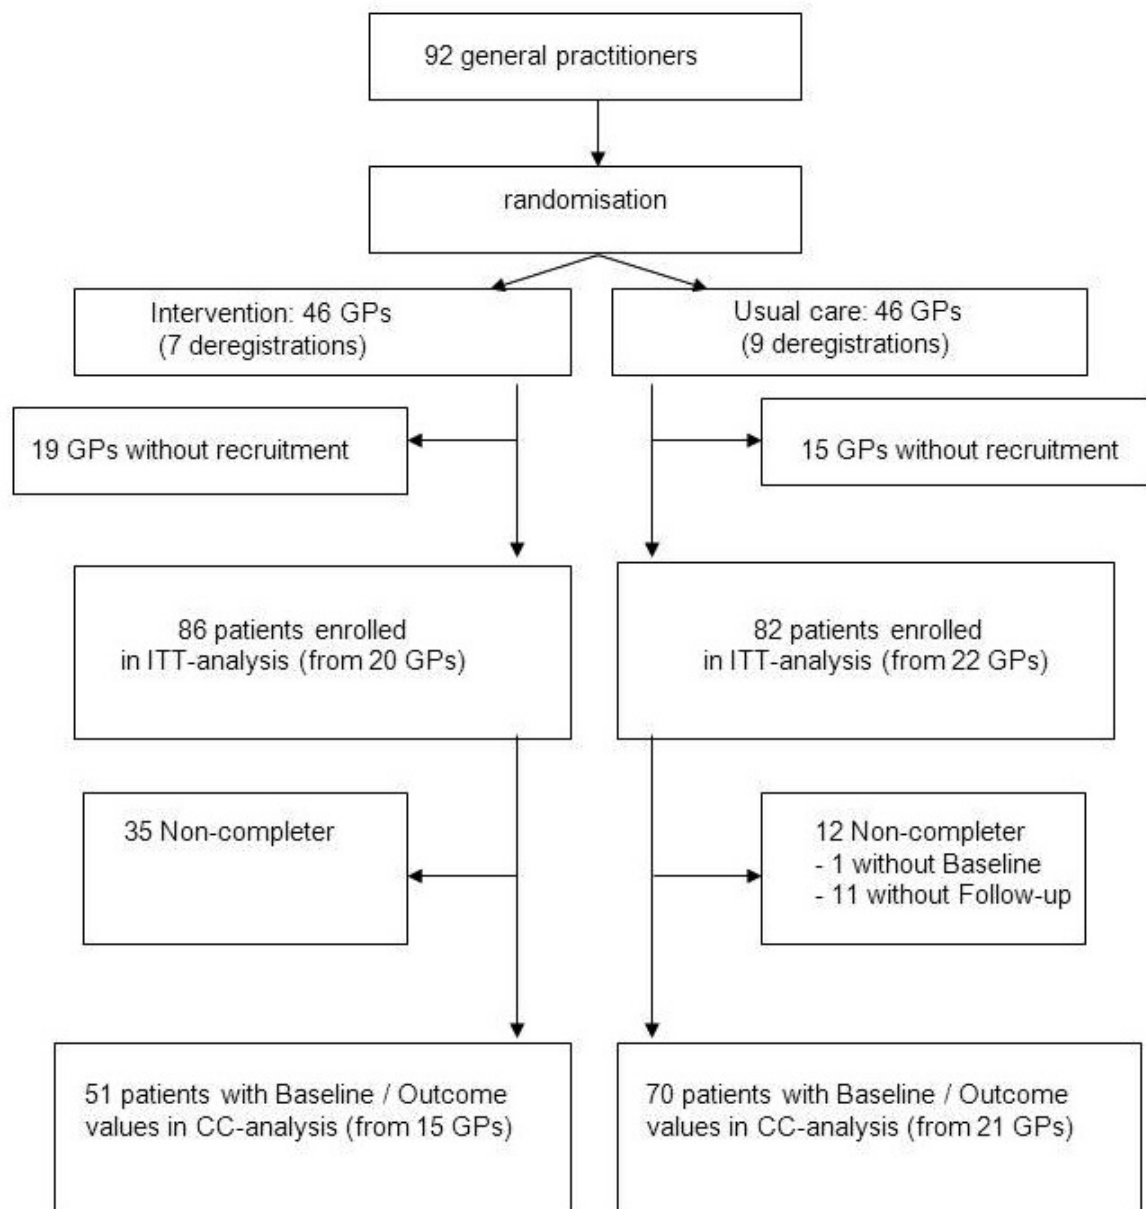 92 general practitioners
randomisation
Intervention: 46 GPs
(7 deregistrations)
Usual care: 46 GPs
(9 deregistrations)
19 GPs without recruitment
15 GPs without recruitment
86 patients enrolled
in ITT-analysis (from 20 GPs)
82 patients enrolled
in ITT-analysis (from 22 GPs)
35 Non-completer
12 Non-completer
- 1 without Baseline
- 11 without Follow-up
51 patients with Baseline / Outcome
values in CC-analysis (from 15 GPs)
70 patients with Baseline / Outcome
values in CC-analysis (from 21 GPs)